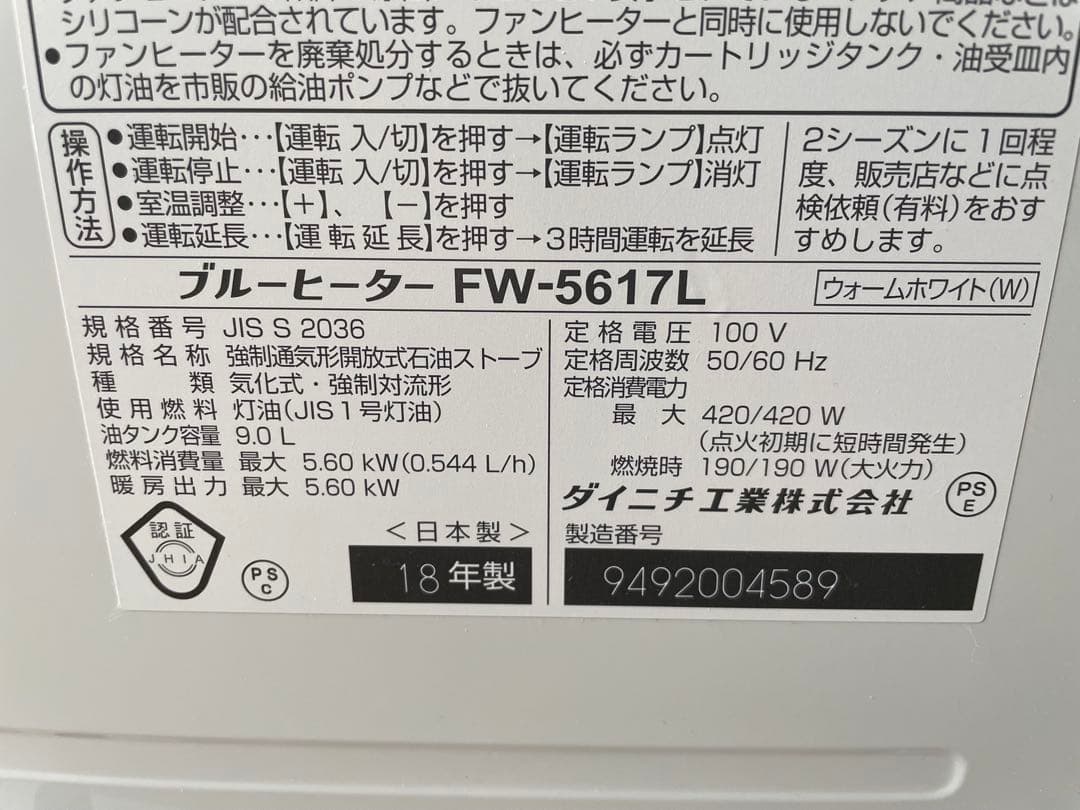 シリコーンが配合されています。ファンヒーターと同時に使用しないでください。
●ファンヒーターを廃棄処分するときは、必ずカートリッジタンク・油受皿内
の灯油を市販の給油ポンプなどで抜いてください。
操作方法
●運転開始･･･【運転 入/切】を押す→【運転ランプ】点灯
●運転停止･･･【運転 入/切】を押す→【運転ランプ】消灯
●室温調整･･･【＋】、【－】を押す
●運転延長･･･【運転延長】を押す→3時間運転を延長
2シーズンに1回程
度、販売店などに点
検依頼(有料)をおす
すめします。
ブルーヒーター FW-5617L
ウォームホワイト(W)
規格番号 JIS S 2036
規格名称 強制通気形開放式石油ストーブ
種類 気化式・強制対流形
使用燃料 灯油(JIS1号灯油)
油タンク容量 9.0 L
燃料消費量 最大 5.60 kW(0.544 L/h)
暖房出力 最大 5.60 kW
認証
JHIA
PS
C
<日本製>
18年製
定格電圧 100 V
定格周波数 50/60 Hz
定格消費電力
最大 420/420 W
(点火初期に短時間発生)
燃焼時 190/190 W(大火力)
ダイニチ工業株式会社
PS
E
製造番号
9492004589